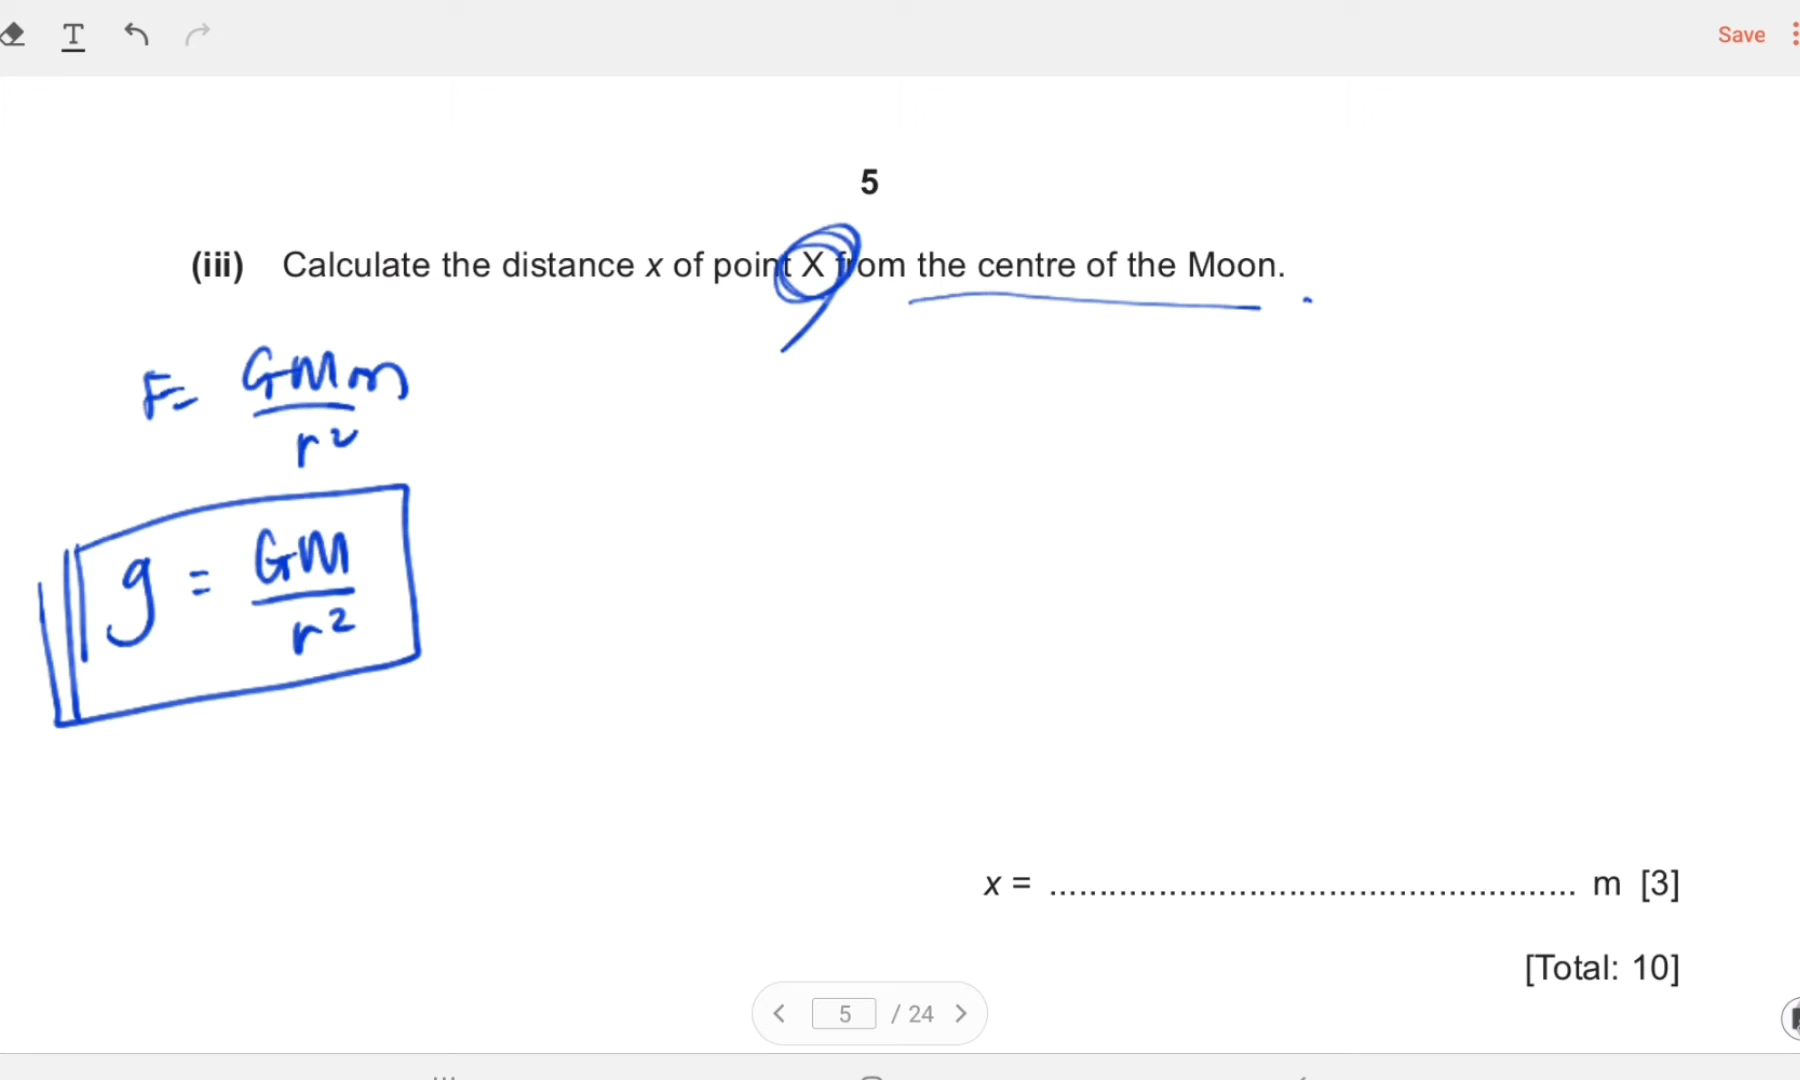 T Save
5
(iii) Calculate the distance x of point X from the centre of the Moon.
F = GMm
r²
g = GM
r²
x = .................................................... m [3]
[Total: 10]
< 5 / 24 >